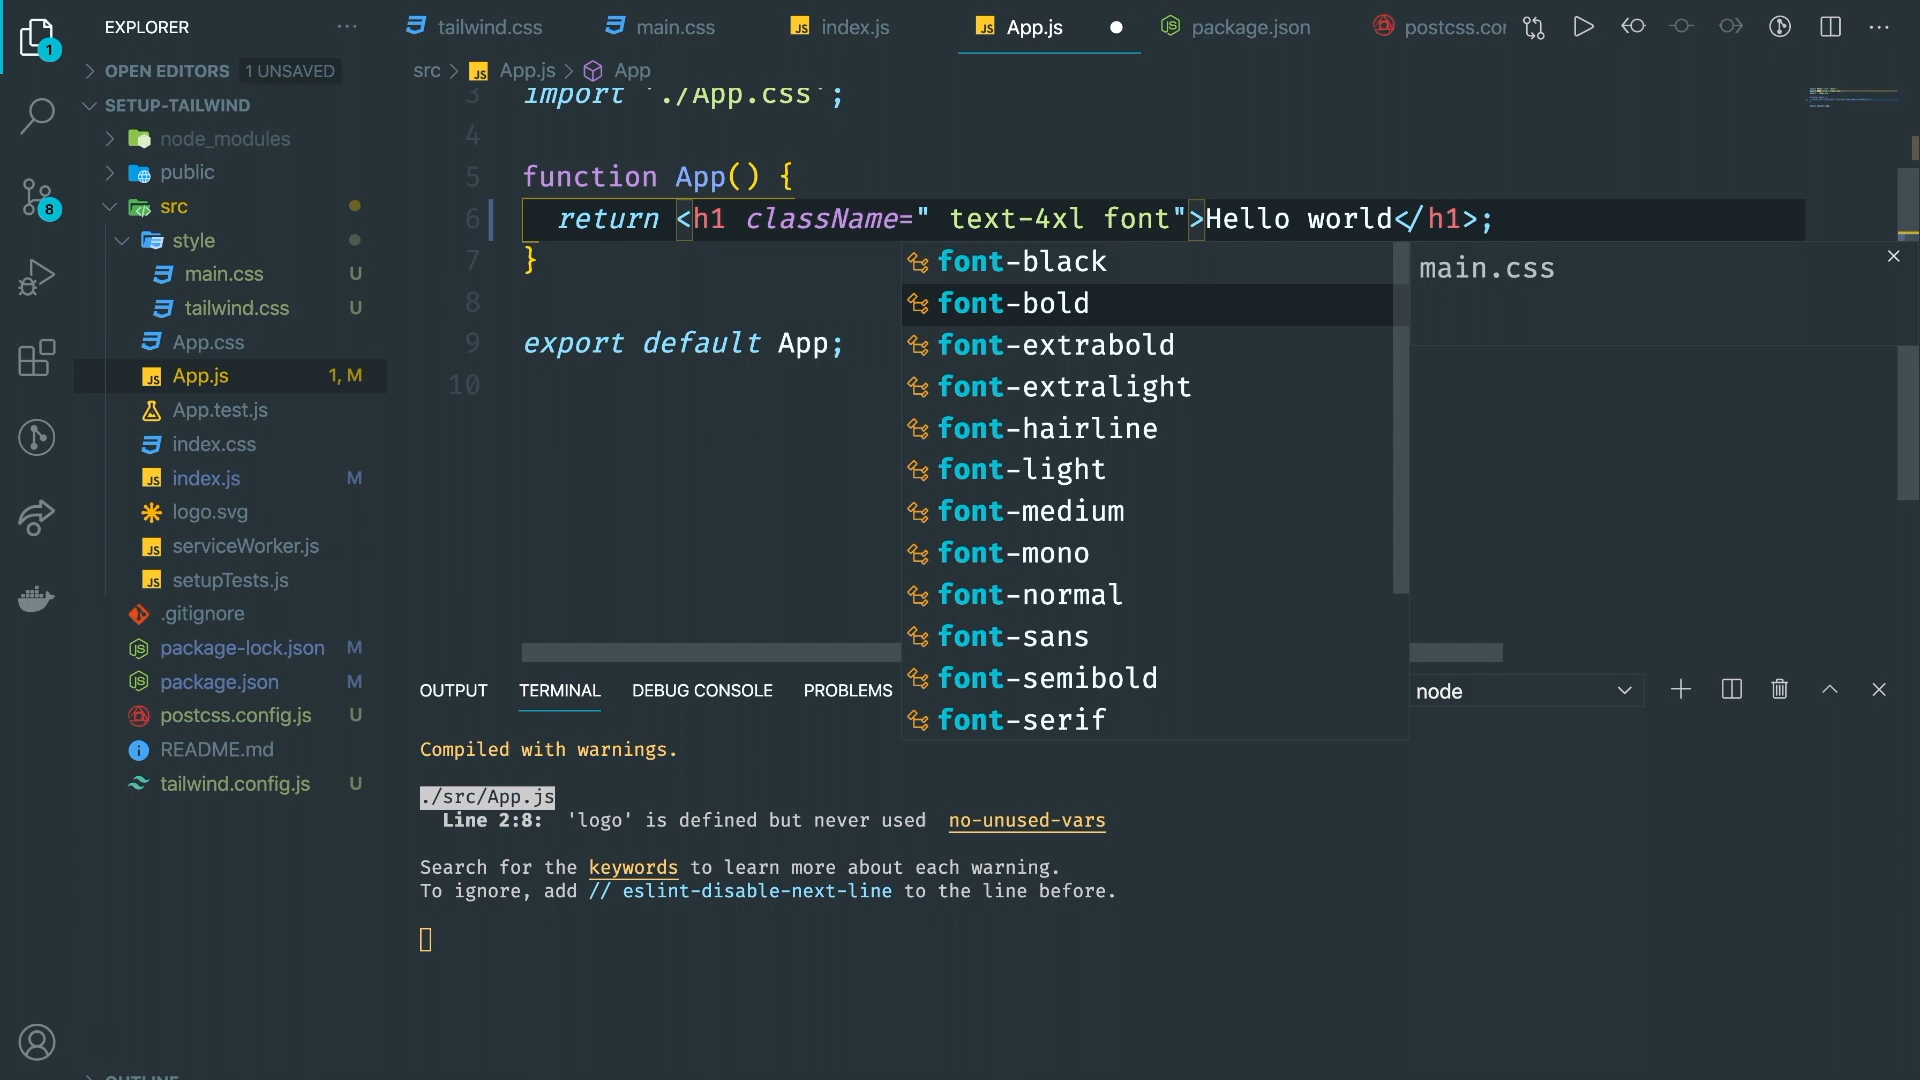 EXPLORER
1
OPEN EDITORS 1 UNSAVED
SETUP-TAILWIND
node_modules
public
8
src
style
main.css U
tailwind.css U
App.css
App.js 1, M
App.test.js
index.css
index.js M
logo.svg
serviceWorker.js
setupTests.js
.gitignore
package-lock.json M
package.json M
postcss.config.js U
README.md
tailwind.config.js U
OUTLINE
tailwind.css main.css index.js App.js package.json postcss.cor
src > App.js > App
3 import './App.css';
4
5 function App() {
6 return <h1 className=" text-4xl font">Hello world</h1>;
7 }
8
9 export default App;
10
font-black
font-bold
font-extrabold
font-extralight
font-hairline
font-light
font-medium
font-mono
font-normal
font-sans
font-semibold
font-serif
main.css
OUTPUT TERMINAL DEBUG CONSOLE PROBLEMS node
Compiled with warnings.
./src/App.js
Line 2:8: 'logo' is defined but never used no-unused-vars
Search for the keywords to learn more about each warning.
To ignore, add // eslint-disable-next-line to the line before.